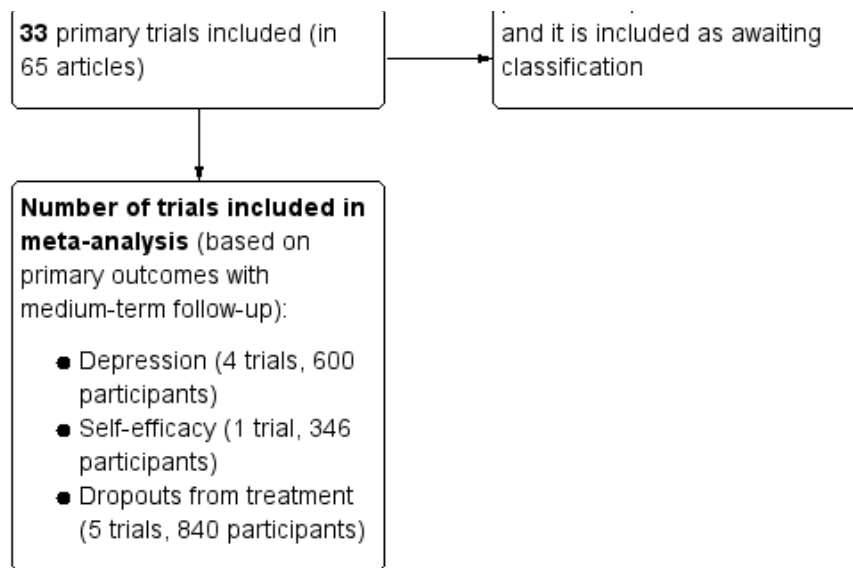 33 primary trials included (in
65 articles)
and it is included as awaiting
classification
Number of trials included in
meta-analysis (based on
primary outcomes with
medium-term follow-up):
● Depression (4 trials, 600
participants)
● Self-efficacy (1 trial, 346
participants)
● Dropouts from treatment
(5 trials, 840 participants)